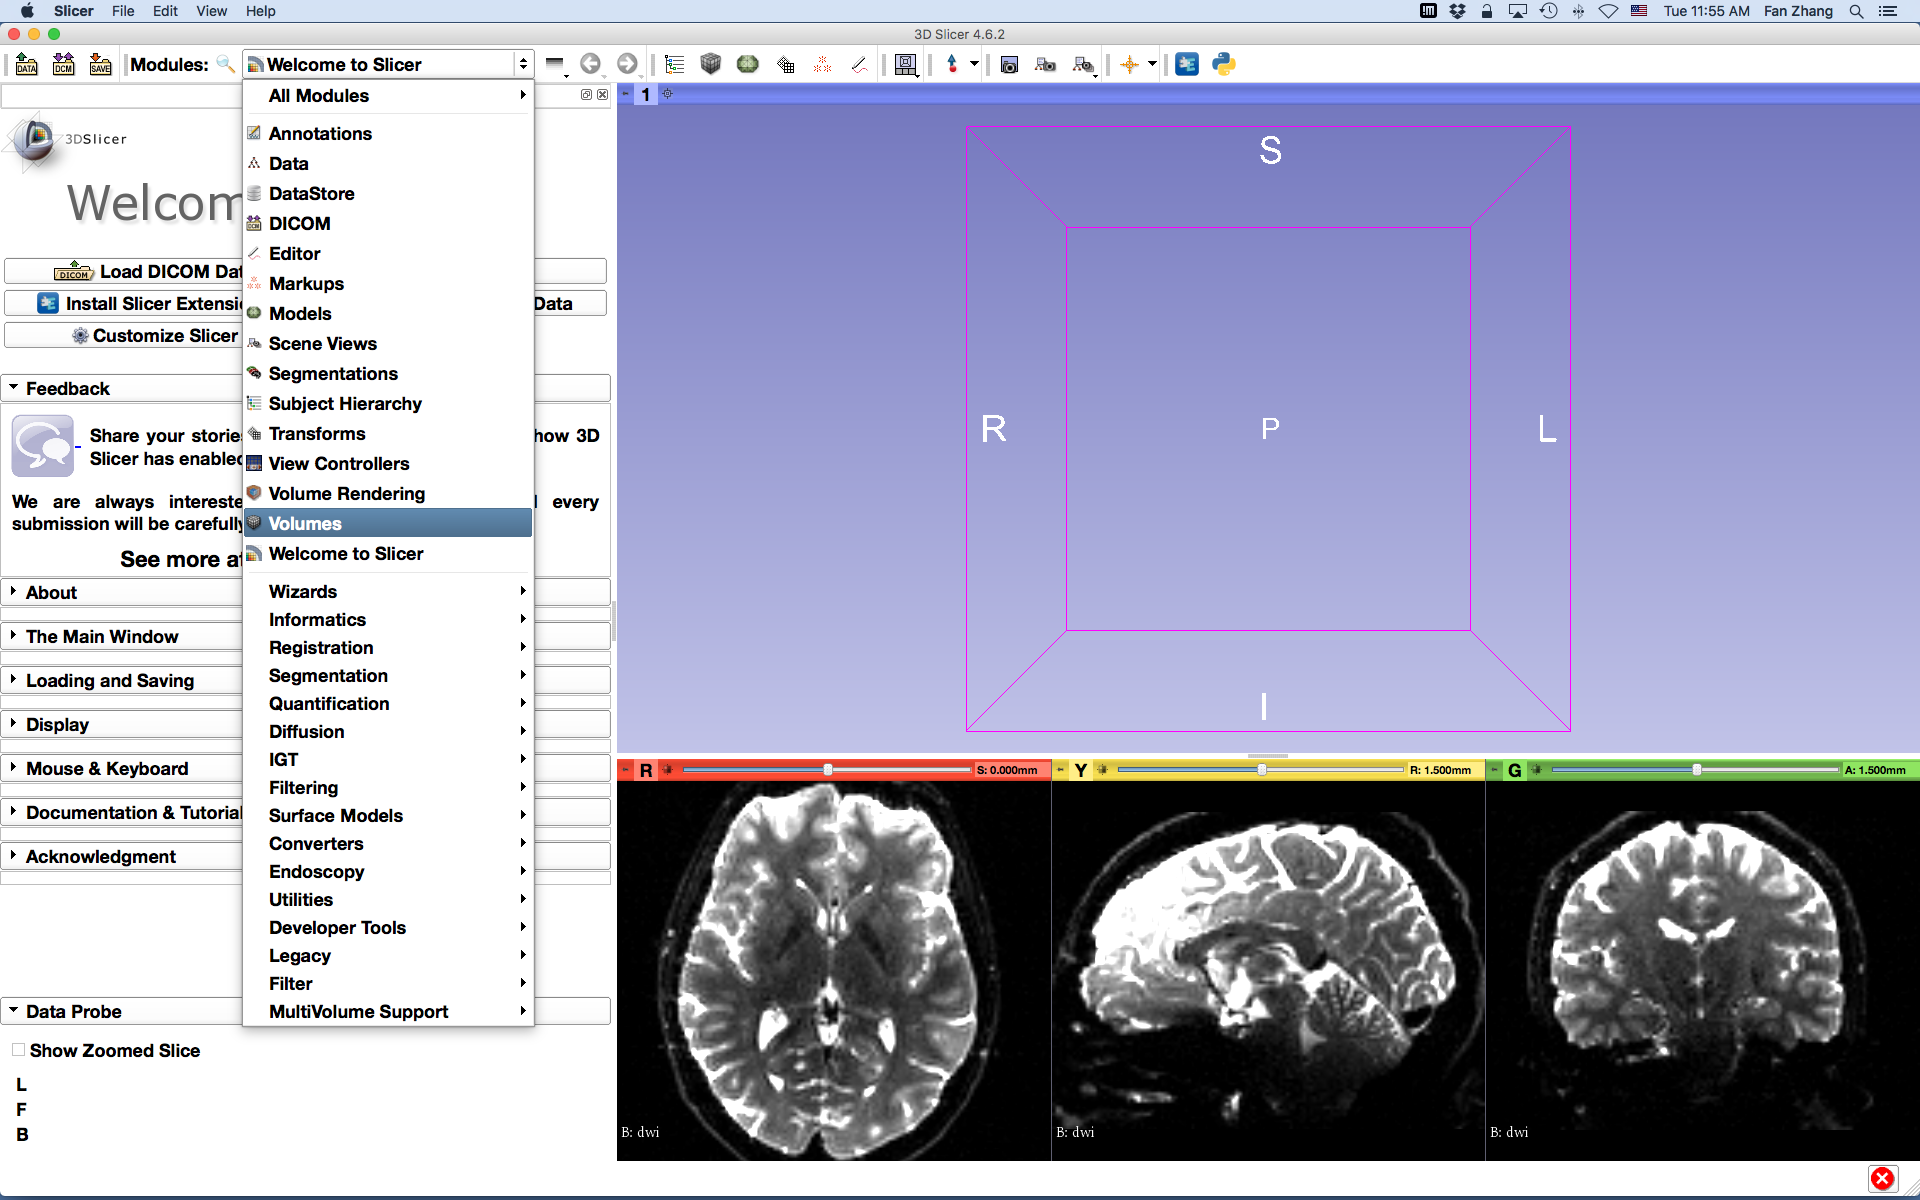 Slicer File Edit View Help Tue 11:55 AM Fan Zhang
3D Slicer 4.6.2
DATA DCM SAVE Modules: Welcome to Slicer
1
All Modules
Annotations
Data
DataStore
DICOM
Editor
Markups
Models
Scene Views
Segmentations
Subject Hierarchy
Transforms
View Controllers
Volume Rendering
Volumes
Welcome to Slicer
Wizards
Informatics
Registration
Segmentation
Quantification
Diffusion
IGT
Filtering
Surface Models
Converters
Endoscopy
Utilities
Developer Tools
Legacy
Filter
MultiVolume Support
3DSlicer
Welcom
DICOM Load DICOM Dat
Install Slicer Extensi Data
Customize Slicer
Feedback
Share your storie how 3D
Slicer has enabled
We are always intereste every
submission will be carefully
See more at
About
The Main Window
Loading and Saving
Display
Mouse & Keyboard
Documentation & Tutorial
Acknowledgment
Data Probe
Show Zoomed Slice
L
F
B
S
R P L
I
R S: 0.000mm
Y R: 1.500mm
G A: 1.500mm
B: dwi
B: dwi
B: dwi